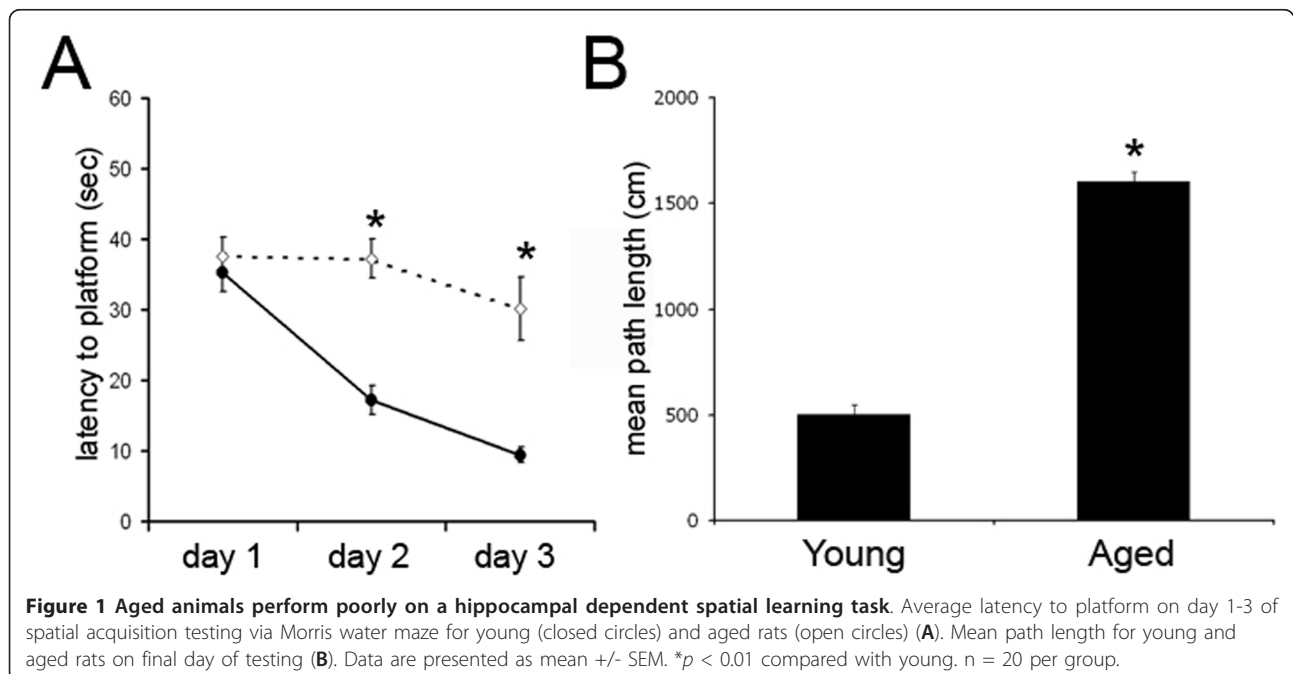 A
B
latency to platform (sec)
60
50
40
30
20
10
0
*
*
day 1 day 2 day 3
mean path length (cm)
2000
1500
1000
500
0
*
Young Aged
Figure 1 Aged animals perform poorly on a hippocampal dependent spatial learning task. Average latency to platform on day 1-3 of
spatial acquisition testing via Morris water maze for young (closed circles) and aged rats (open circles) (A). Mean path length for young and
aged rats on final day of testing (B). Data are presented as mean +/- SEM. *p < 0.01 compared with young. n = 20 per group.